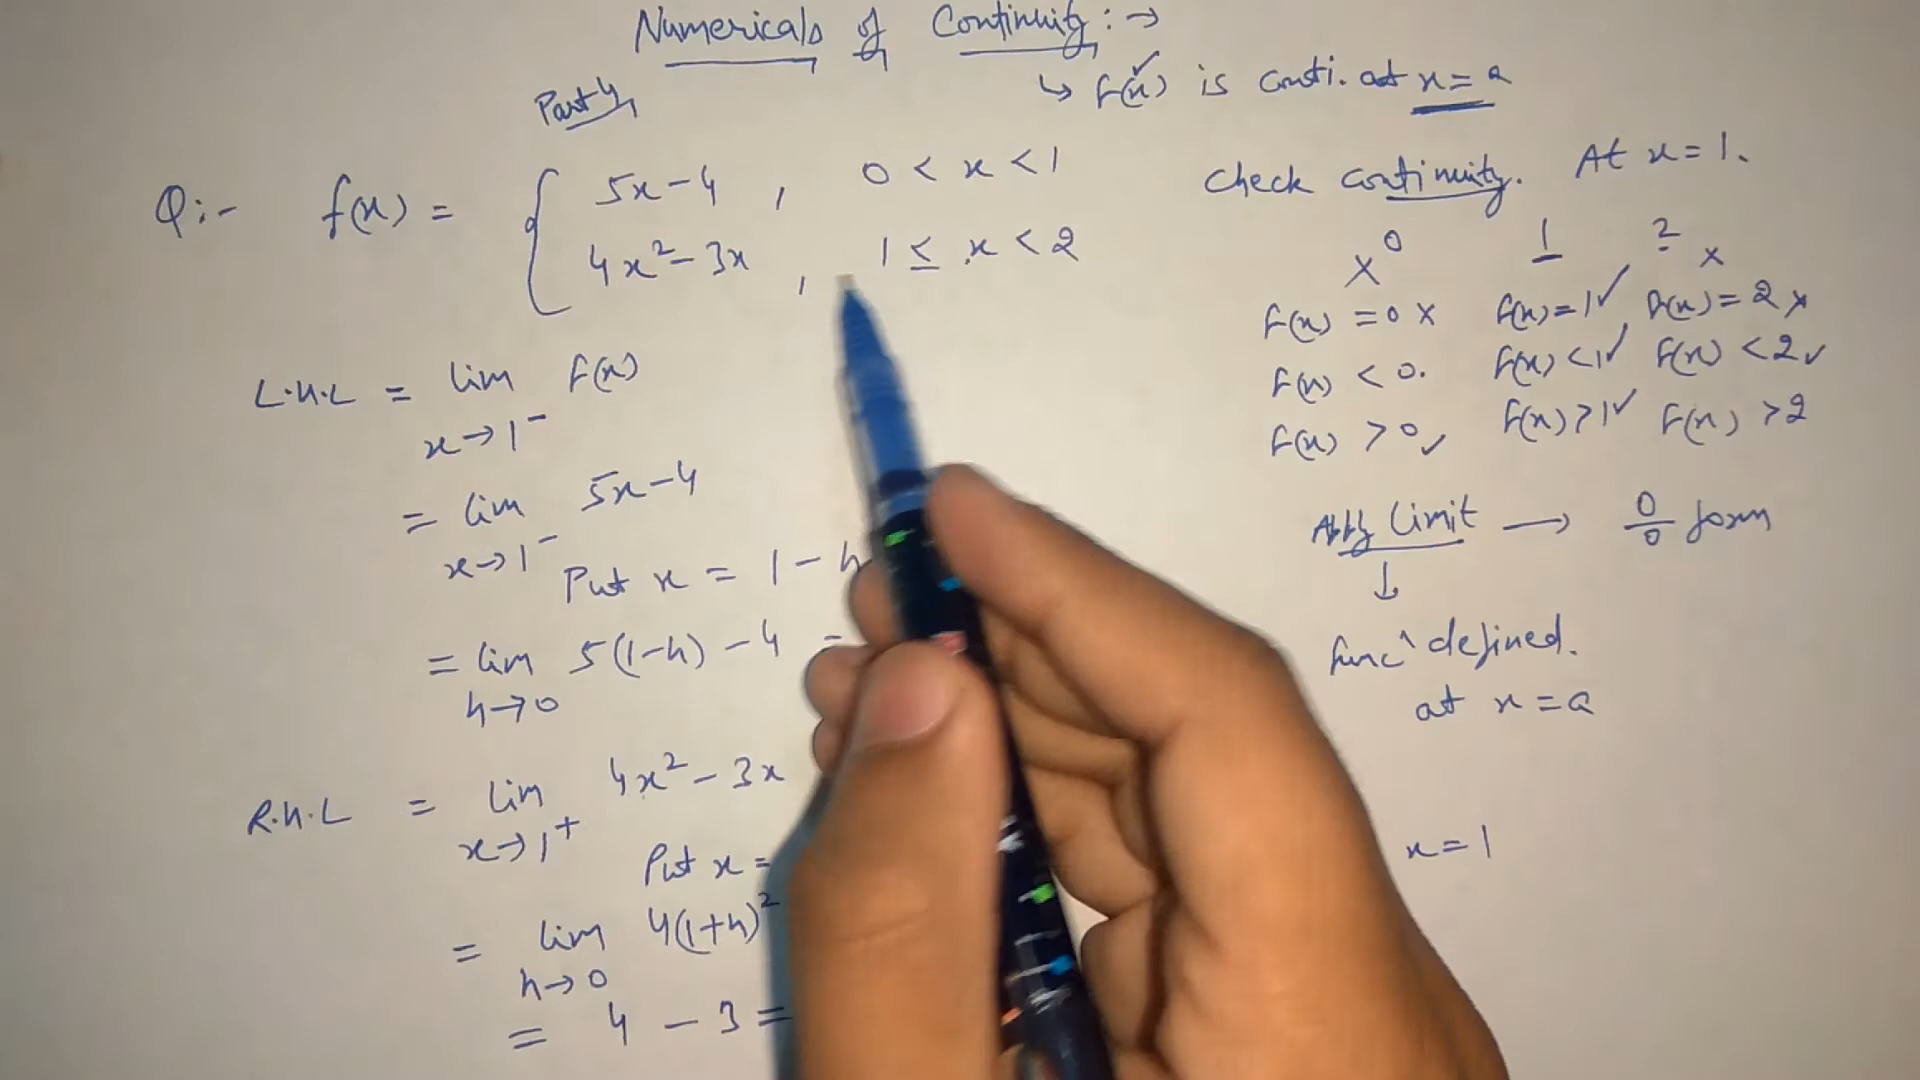 Numericals of Continuity : →
Part 4
↳ f(x) is conti. at x = a
Q:- f(x) = { 5x-4 , 0 < x < 1
4x²-3x , 1 ≤ x < 2
Check continuity. At x = 1.
x 0 1 2 x
f(x) = 0 x f(x) = 1 ✓ f(x) = 2 x
f(x) < 0. f(x) < 1 ✓ f(x) < 2 ✓
f(x) > 0 ✓ f(x) > 1 ✓ f(x) > 2
L.H.L = lim f(x)
x→1⁻
= lim 5x-4
x→1⁻
Put x = 1 - h
= lim 5(1-h) - 4 =
h→0
R.H.L = lim 4x² - 3x
x→1⁺
Put x =
= lim 4(1+h)²
h→0
= 4 - 3 =
Apply Limit → 0/0 form
↓
funcⁿ defined.
at x = a
x = 1